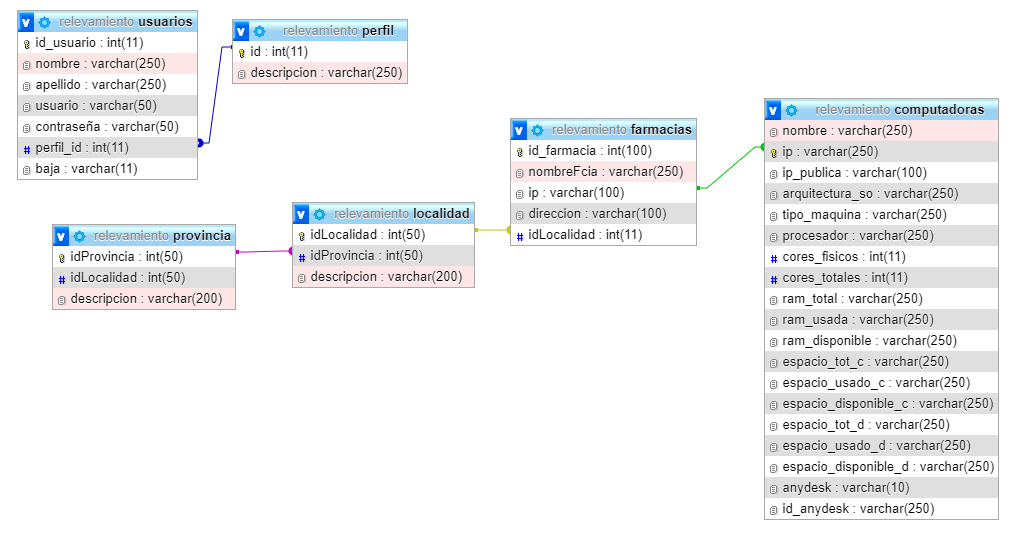 v relevamiento usuarios
id_usuario : int(11)
nombre : varchar(250)
apellido : varchar(250)
usuario : varchar(50)
contraseña : varchar(50)
# perfil_id : int(11)
baja : varchar(11)
v relevamiento perfil
id : int(11)
descripcion : varchar(250)
v relevamiento provincia
idProvincia : int(50)
# idLocalidad : int(50)
descripcion : varchar(200)
v relevamiento localidad
idLocalidad : int(50)
# idProvincia : int(50)
descripcion : varchar(200)
v relevamiento farmacias
id_farmacia : int(100)
nombreFcia : varchar(250)
ip : varchar(100)
direccion : varchar(100)
# idLocalidad : int(11)
v relevamiento computadoras
nombre : varchar(250)
ip : varchar(250)
ip_publica : varchar(100)
arquitectura_so : varchar(250)
tipo_maquina : varchar(250)
procesador : varchar(250)
# cores_fisicos : int(11)
# cores_totales : int(11)
ram_total : varchar(250)
ram_usada : varchar(250)
ram_disponible : varchar(250)
espacio_tot_c : varchar(250)
espacio_usado_c : varchar(250)
espacio_disponible_c : varchar(250)
espacio_tot_d : varchar(250)
espacio_usado_d : varchar(250)
espacio_disponible_d : varchar(250)
anydesk : varchar(10)
id_anydesk : varchar(250)